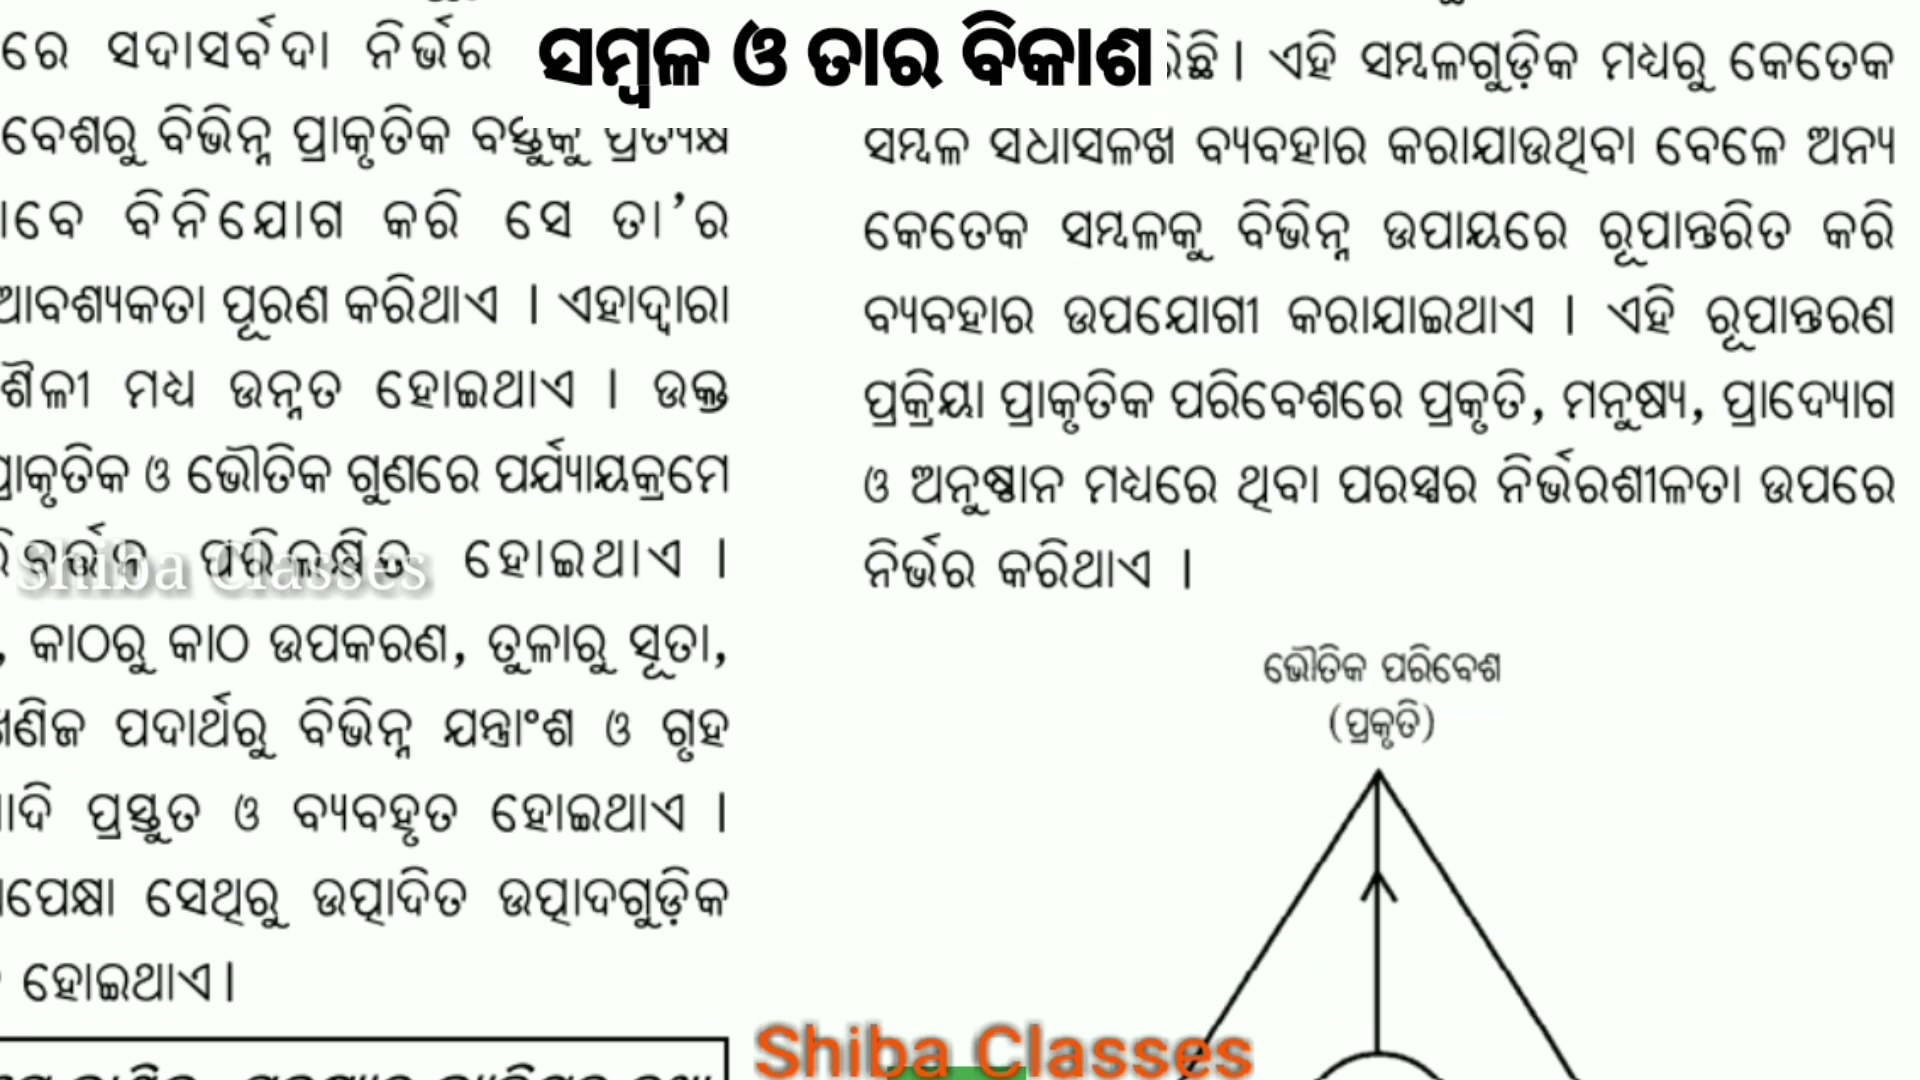 ସମ୍ବଳ ଓ ତାର ବିକାଶ
ରେ ସଦାସର୍ବଦା ନିର୍ଭର
ବେଶରୁ ବିଭିନ୍ନ ପ୍ରାକୃତିକ ବସ୍ତୁକୁ ପ୍ରତ୍ୟକ୍ଷ
ବିନିଯୋଗ କରି ସେ ତା’ର
ଆବଶ୍ୟକତା ପୂରଣ କରିଥାଏ । ଏହାଦ୍ୱାରା
ଶୈଳୀ ମଧ୍ୟ ଉନ୍ନତ ହୋଇଥାଏ । ଉକ୍ତ
ପ୍ରାକୃତିକ ଓ ଭୌତିକ ଗୁଣରେ ପର୍ଯ୍ୟାୟକ୍ରମେ
ପରିଲକ୍ଷିତ ହୋଇଥାଏ ।
Shiba Classes
, କାଠରୁ କାଠ ଉପକରଣ, ତୁଳାରୁ ସୂତା,
ଖଣିଜ ପଦାର୍ଥରୁ ବିଭିନ୍ନ ଯନ୍ତ୍ରାଂଶ ଓ ଗୃହ
ପ୍ରସ୍ତୁତ ଓ ବ୍ୟବହୃତ ହୋଇଥାଏ ।
ପେକ୍ଷା ସେଥିରୁ ଉତ୍ପାଦିତ ଉତ୍ପାଦଗୁଡ଼ିକ
ହୋଇଥାଏ।
ଏହି ସମ୍ବଳଗୁଡ଼ିକ ମଧ୍ୟରୁ କେତେକ
ସମ୍ବଳ ସିଧାସଳଖ ବ୍ୟବହାର କରାଯାଉଥିବା ବେଳେ ଅନ୍ୟ
କେତେକ ସମ୍ବଳକୁ ବିଭିନ୍ନ ଉପାୟରେ ରୂପାନ୍ତରିତ କରି
ବ୍ୟବହାର ଉପଯୋଗୀ କରାଯାଇଥାଏ । ଏହି ରୂପାନ୍ତରଣ
ପ୍ରକ୍ରିୟା ପ୍ରାକୃତିକ ପରିବେଶରେ ପ୍ରକୃତି, ମନୁଷ୍ୟ, ପ୍ରାଦ୍ୟୋଗ
ଓ ଅନୁଷ୍ଠାନ ମଧ୍ୟରେ ଥିବା ପରସ୍ପର ନିର୍ଭରଶୀଳତା ଉପରେ
ନିର୍ଭର କରିଥାଏ ।
ଭୌତିକ ପରିବେଶ
(ପ୍ରକୃତି)
Shiba Classes